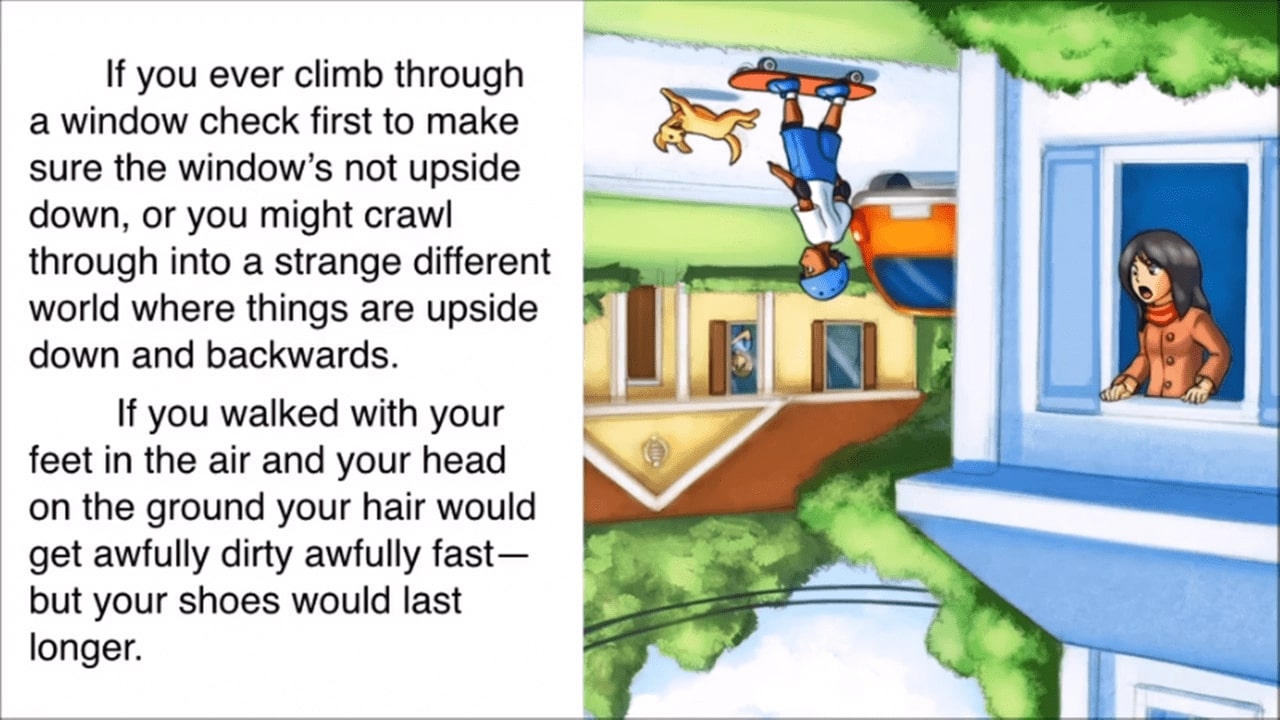 If you ever climb through
a window check first to make
sure the window’s not upside
down, or you might crawl
through into a strange different
world where things are upside
down and backwards.
If you walked with your
feet in the air and your head
on the ground your hair would
get awfully dirty awfully fast—
but your shoes would last
longer.